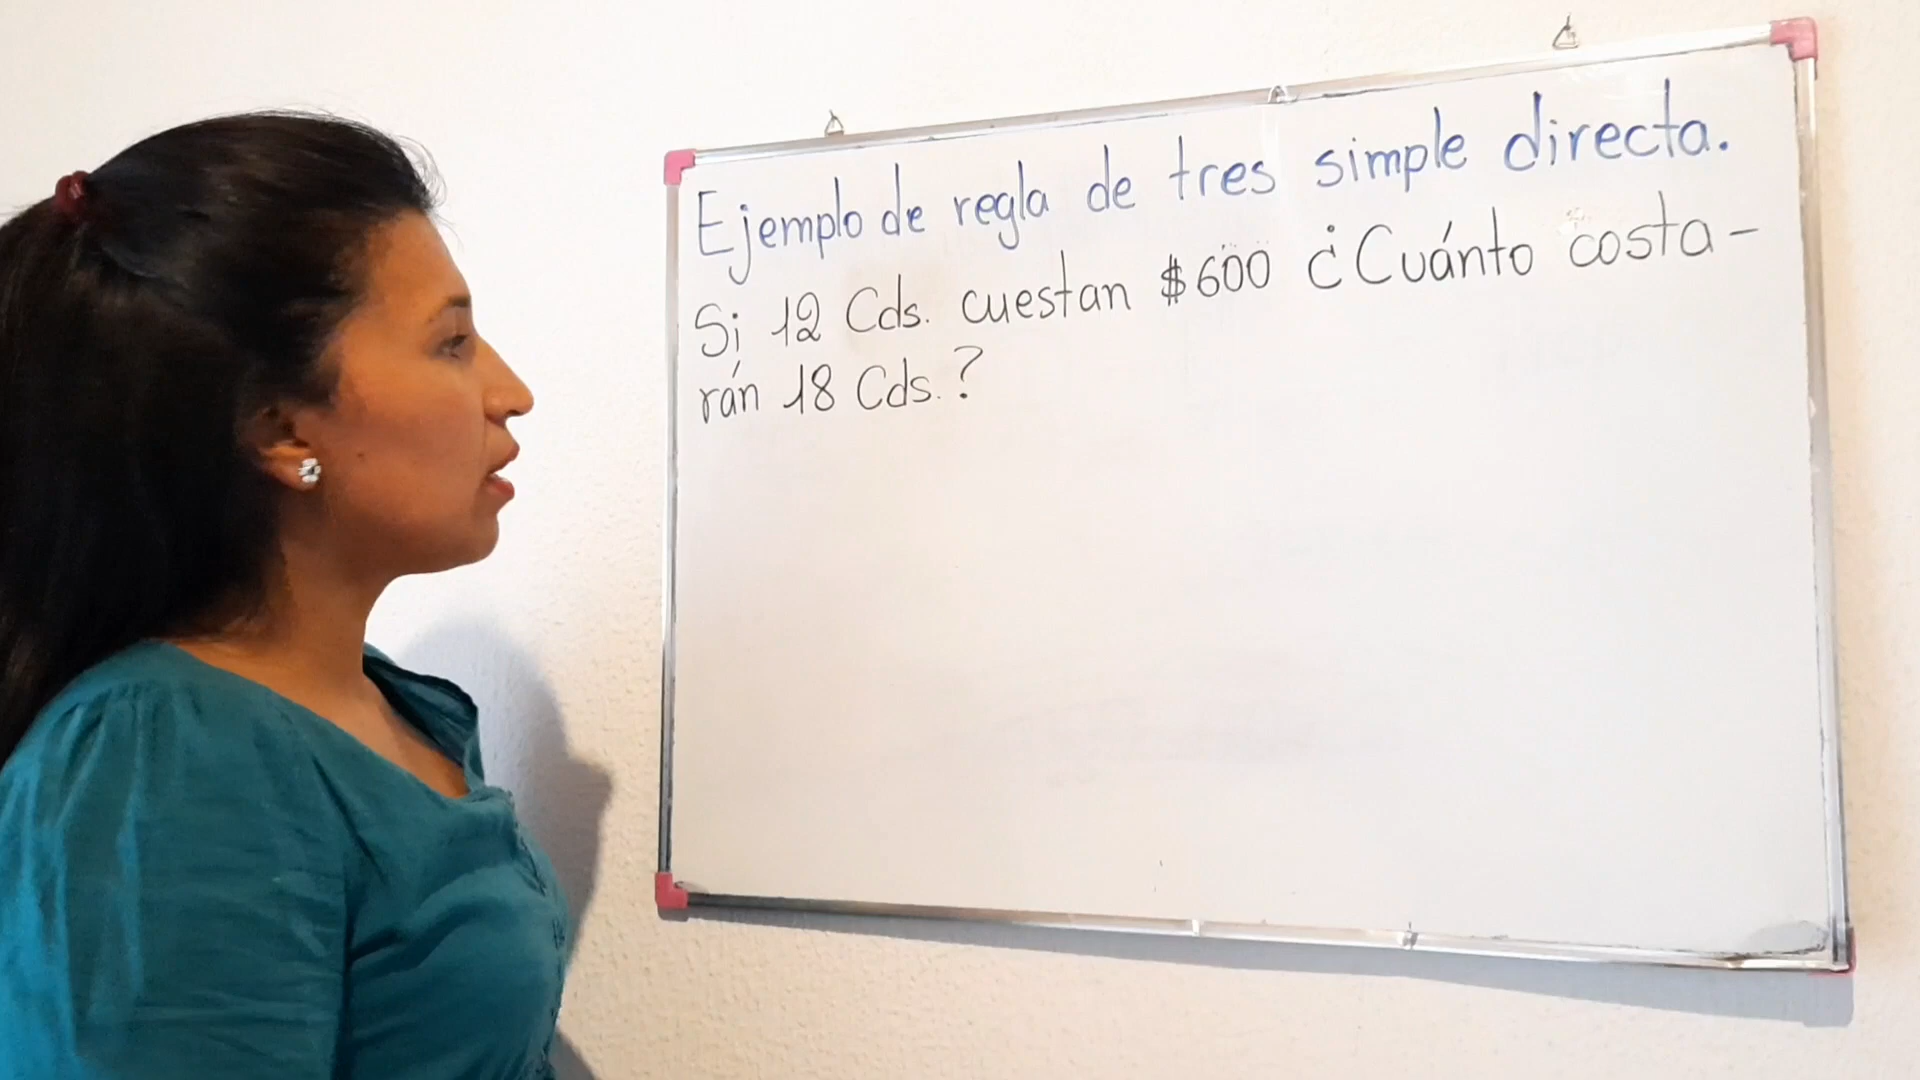 Ejemplo de regla de tres simple directa.
Si 12 Cds. cuestan $600 ¿Cuánto costa-
rán 18 Cds.?